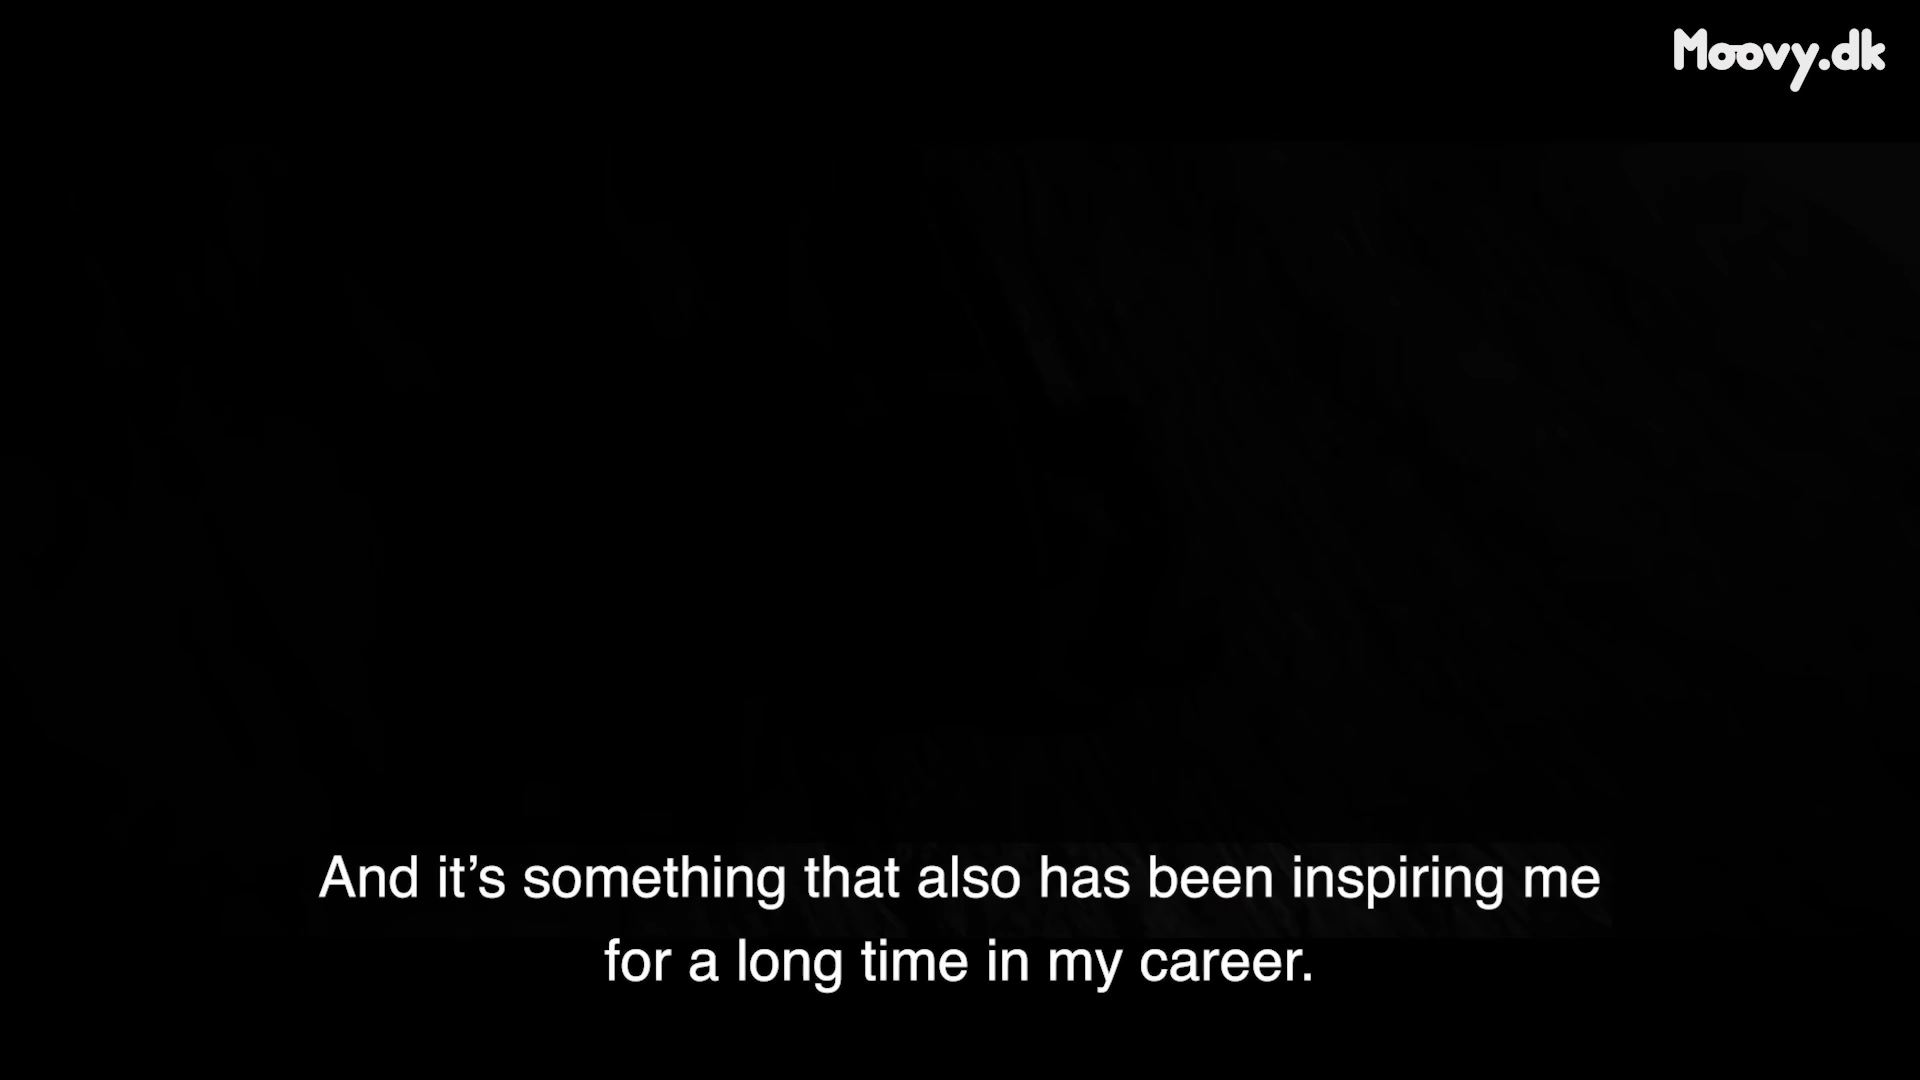 Moovy.dk
And it’s something that also has been inspiring me
for a long time in my career.